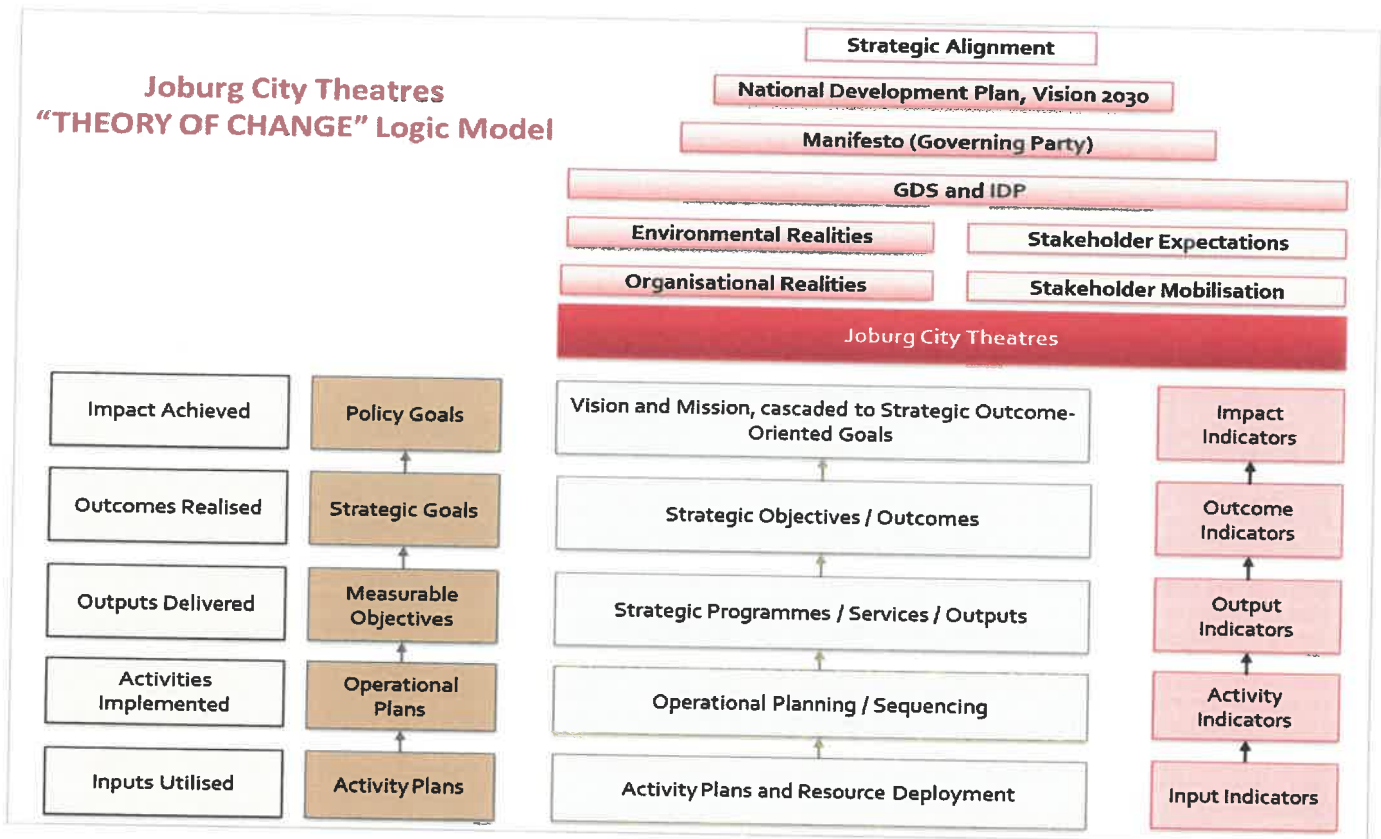 Joburg City Theatres
“THEORY OF CHANGE” Logic Model
Strategic Alignment
National Development Plan, Vision 2030
Manifesto (Governing Party)
GDS and IDP
Environmental Realities
Stakeholder Expectations
Organisational Realities
Stakeholder Mobilisation
Joburg City Theatres
Impact Achieved
Policy Goals
Vision and Mission, cascaded to Strategic Outcome-
Oriented Goals
Impact
Indicators
Outcomes Realised
Strategic Goals
Strategic Objectives / Outcomes
Outcome
Indicators
Outputs Delivered
Measurable
Objectives
Strategic Programmes / Services / Outputs
Output
Indicators
Activities
Implemented
Operational
Plans
Operational Planning / Sequencing
Activity
Indicators
Inputs Utilised
Activity Plans
Activity Plans and Resource Deployment
Input Indicators